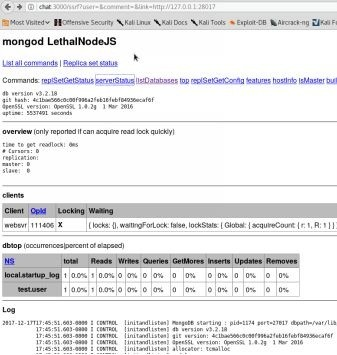 chat:3000/ssrf?user=&comment=&link=http://127.0.0.1:28017
Most Visited Offensive Security Kali Linux Kali Docs Kali Tools Exploit-DB Aircrack-ng
mongod LethalNodeJS
List all commands | Replica set status
Commands: replSetGetStatus serverStatus listDatabases top replSetGetConfig features hostInfo isMaster buil
db version v3.2.18
OpenSSL version: OpenSSL 1.0.2g 1 Mar 2016
uptime: 5537491 seconds
overview (only reported if can acquire read lock quickly)
time to get readlock: 0ms
# Cursors: 0
replication:
master: 0
slave: 0
clients
Client OpId Locking Waiting
websvr 111406 X { locks: {}, waitingForLock: false, lockStats: { Global: { acquireCount: { r: 1, R: 1 } }
dbtop (occurrences|percent of elapsed)
NS total Reads Writes Queries GetMores Inserts Updates Removes
local.startup_log 1 0.0% 1 0.0% 0 0% 0 0% 0 0% 0 0% 0 0% 0 0%
test.user 1 0.0% 1 0.0% 0 0% 0 0% 0 0% 0 0% 0 0% 0 0%
Log
2017-12-17T17:45:51.603-0800 I CONTROL [initandlisten] MongoDB starting : pid=1174 port=27017 dbpath=/var/lib
17:45:51.603-0800 I CONTROL [initandlisten] db version v3.2.18
17:45:51.603-0800 I CONTROL [initandlisten] git version:
17:45:51.603-0800 I CONTROL [initandlisten] OpenSSL version: OpenSSL 1.0.2g 1 Mar 2016
17:45:51.603-0800 I CONTROL [initandlisten] allocator: tcmalloc